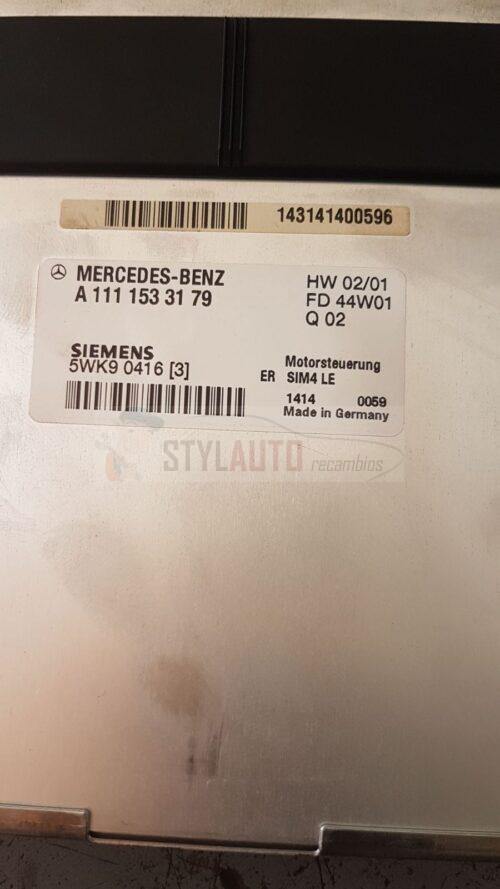 143141400596
MERCEDES-BENZ
A 111 153 31 79
HW 02/01
FD 44W01
Q 02
SIEMENS
5WK9 0416 [3]
Motorsteuerung
ER SIM4 LE
1414 0059
Made in Germany
STYLAUTO recambios